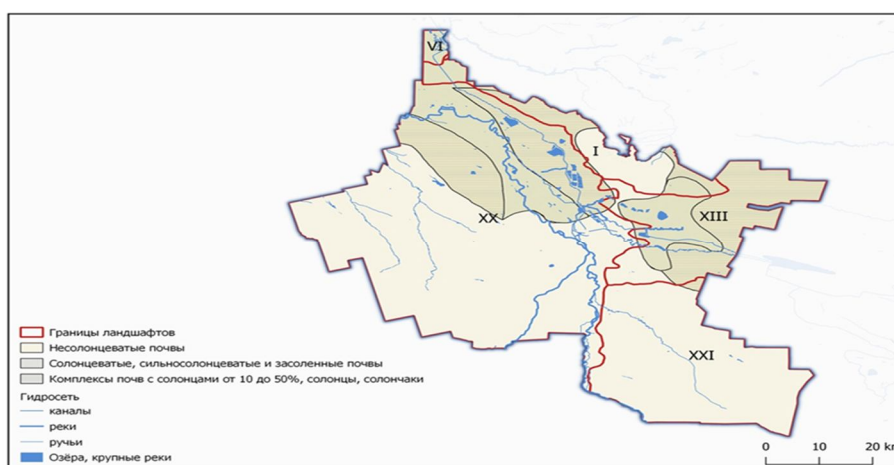 VI
I
XX
XIII
XXI
Границы ландшафтов
Несолонцеватые почвы
Солонцеватые, сильносолонцеватые и засоленные почвы
Комплексы почв с солонцами от 10 до 50%, солонцы, солончаки
Гидросеть
каналы
реки
ручьи
Озёра, крупные реки
0 10 20 км